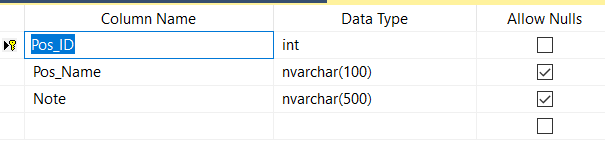 Column Name Data Type Allow Nulls
Pos_ID int
Pos_Name nvarchar(100)
Note nvarchar(500)